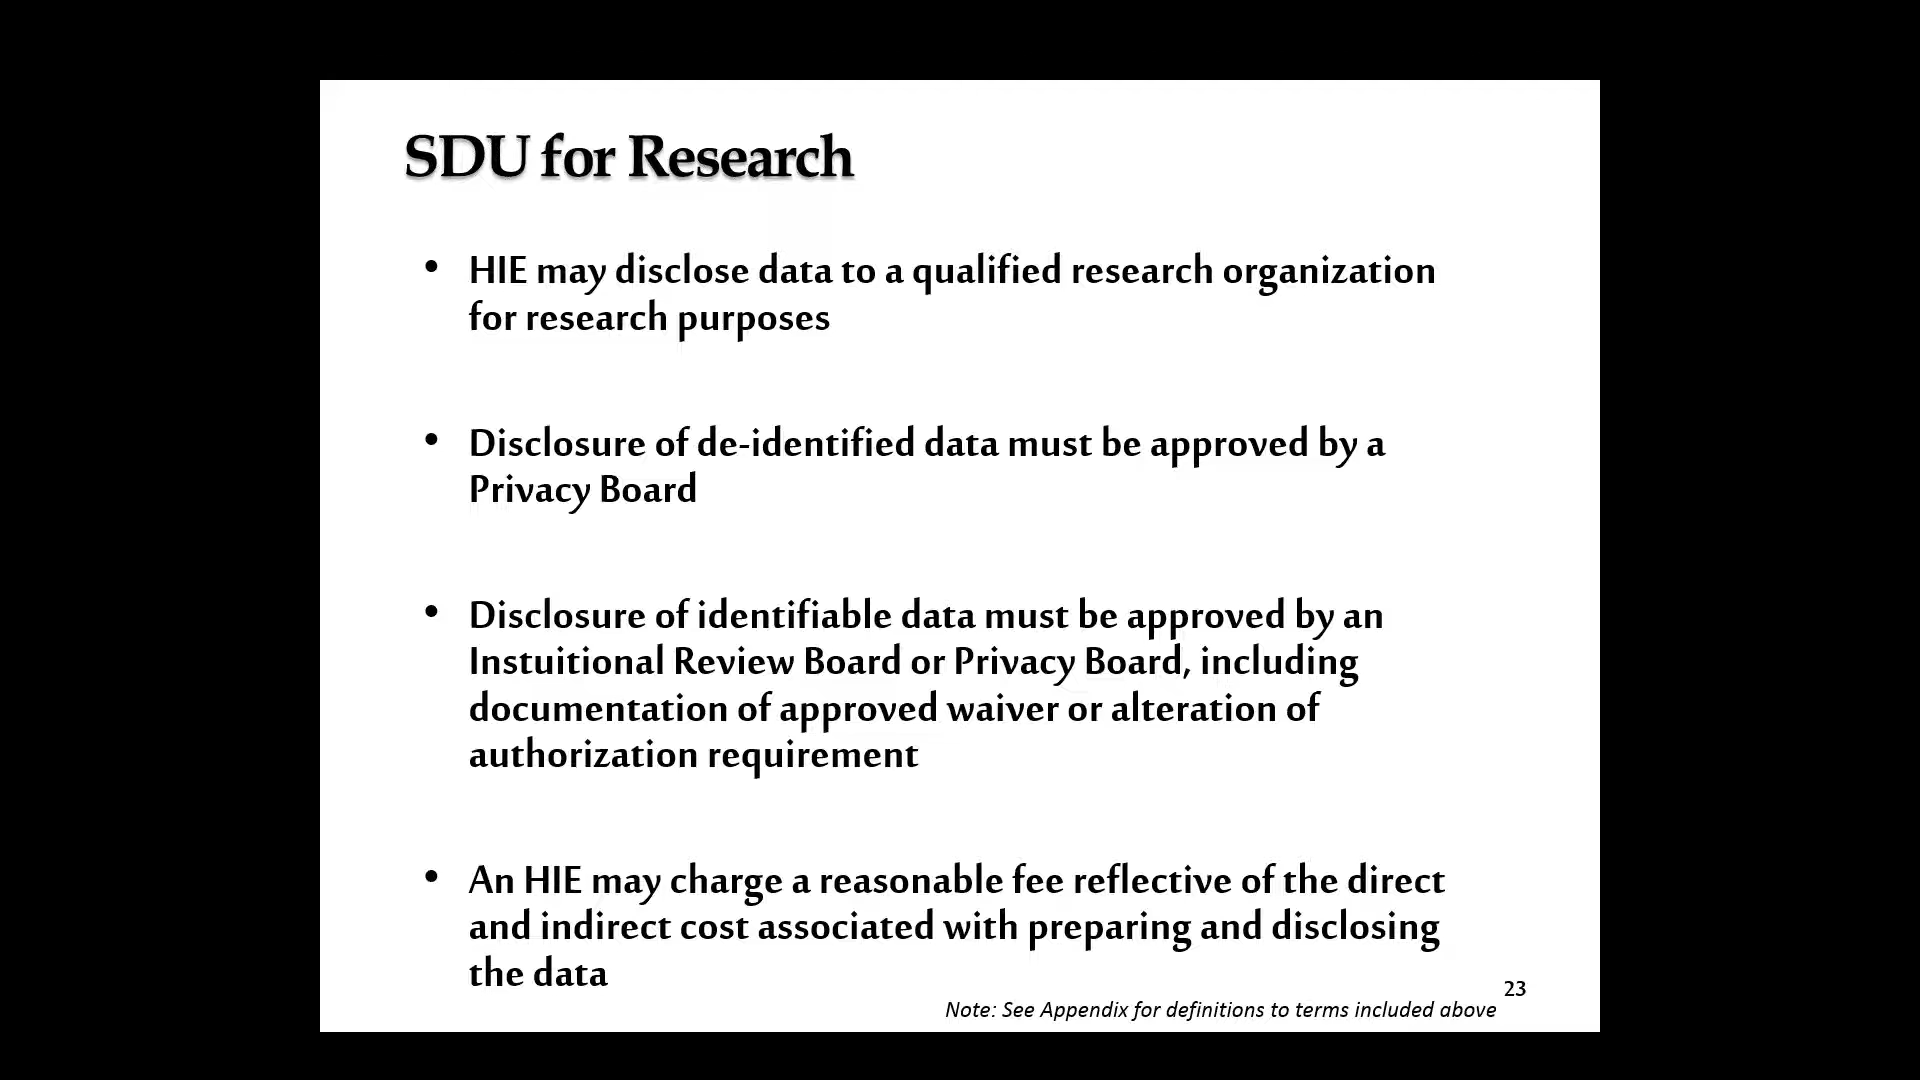 SDU for Research
• HIE may disclose data to a qualified research organization
for research purposes
• Disclosure of de-identified data must be approved by a
Privacy Board
• Disclosure of identifiable data must be approved by an
Instuitional Review Board or Privacy Board, including
documentation of approved waiver or alteration of
authorization requirement
• An HIE may charge a reasonable fee reflective of the direct
and indirect cost associated with preparing and disclosing
the data
23
Note: See Appendix for definitions to terms included above